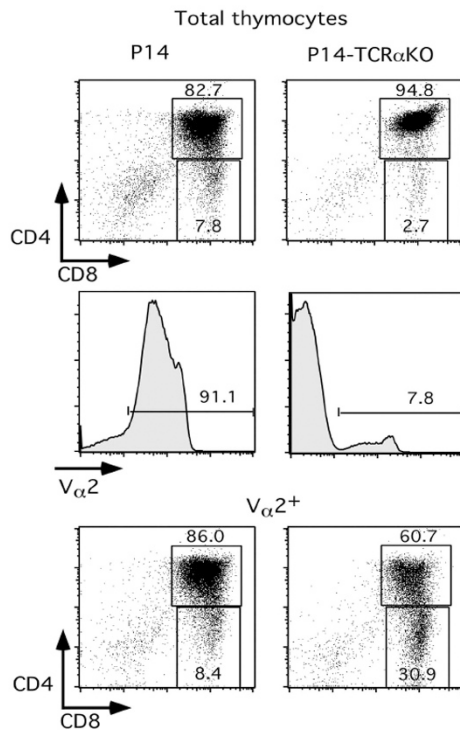 Total thymocytes
P14 P14-TCRαKO
82.7 94.8
7.8 2.7
CD4
CD8
91.1 7.8
Vα2
Vα2+
86.0 60.7
8.4 30.9
CD4
CD8